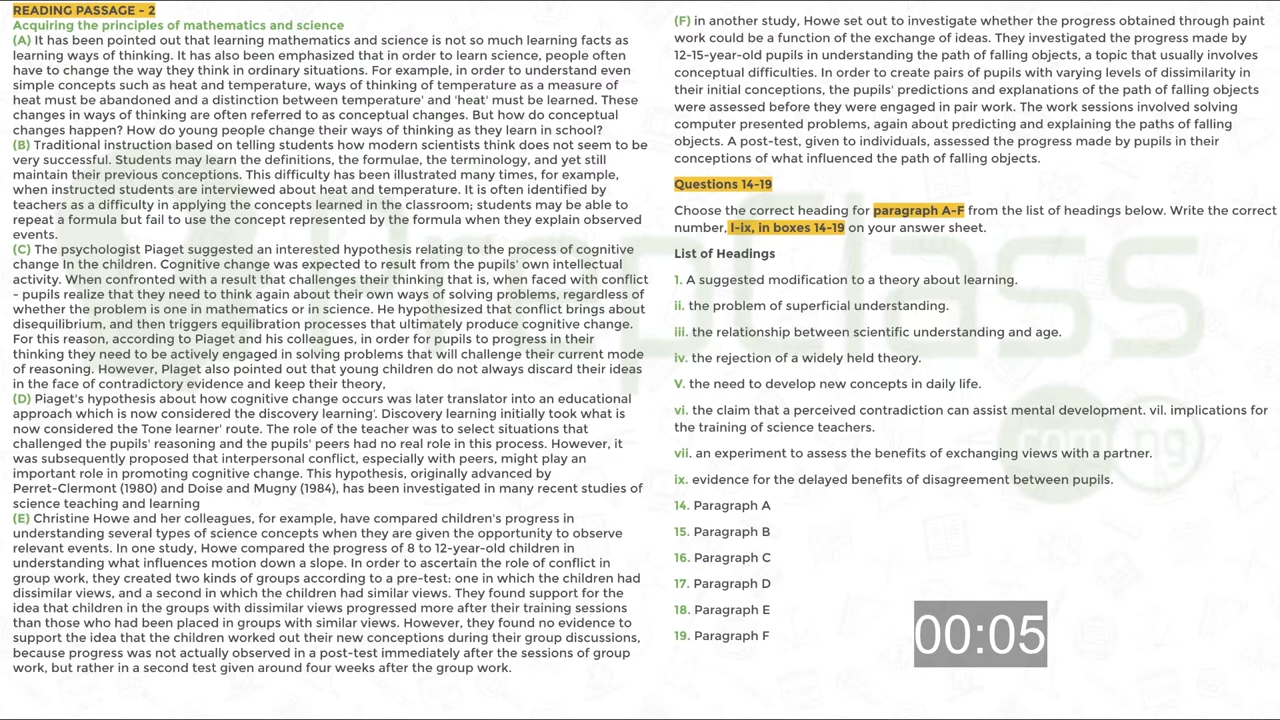 READING PASSAGE - 2
Acquiring the principles of mathematics and science
(A) It has been pointed out that learning mathematics and science is not so much learning facts as
learning ways of thinking. It has also been emphasized that in order to learn science, people often
have to change the way they think in ordinary situations. For example, in order to understand even
simple concepts such as heat and temperature, ways of thinking of temperature as a measure of
heat must be abandoned and a distinction between temperature' and 'heat' must be learned. These
changes in ways of thinking are often referred to as conceptual changes. But how do conceptual
changes happen? How do young people change their ways of thinking as they learn in school?
(B) Traditional instruction based on telling students how modern scientists think does not seem to be
very successful. Students may learn the definitions, the formulae, the terminology, and yet still
maintain their previous conceptions. This difficulty has been illustrated many times, for example,
when instructed students are interviewed about heat and temperature. It is often identified by
teachers as a difficulty in applying the concepts learned in the classroom; students may be able to
repeat a formula but fail to use the concept represented by the formula when they explain observed
events.
(C) The psychologist Piaget suggested an interested hypothesis relating to the process of cognitive
change In the children. Cognitive change was expected to result from the pupils' own intellectual
activity. When confronted with a result that challenges their thinking that is, when faced with conflict
- pupils realize that they need to think again about their own ways of solving problems, regardless of
whether the problem is one in mathematics or in science. He hypothesized that conflict brings about
disequilibrium, and then triggers equilibration processes that ultimately produce cognitive change.
For this reason, according to Piaget and his colleagues, in order for pupils to progress in their
thinking they need to be actively engaged in solving problems that will challenge their current mode
of reasoning. However, PIaget also pointed out that young children do not always discard their ideas
in the face of contradictory evidence and keep their theory,
(D) Piaget's hypothesis about how cognitive change occurs was later translator into an educational
approach which is now considered the discovery learning'. Discovery learning initially took what is
now considered the Tone learner' route. The role of the teacher was to select situations that
challenged the pupils' reasoning and the pupils' peers had no real role in this process. However, it
was subsequently proposed that interpersonal conflict, especially with peers, might play an
important role in promoting cognitive change. This hypothesis, originally advanced by
Perret-Clermont (1980) and Doise and Mugny (1984), has been investigated in many recent studies of
science teaching and learning
(E) Christine Howe and her colleagues, for example, have compared children's progress in
understanding several types of science concepts when they are given the opportunity to observe
relevant events. In one study, Howe compared the progress of 8 to 12-year-old children in
understanding what influences motion down a slope. In order to ascertain the role of conflict in
group work, they created two kinds of groups according to a pre-test: one in which the children had
dissimilar views, and a second in which the children had similar views. They found support for the
idea that children in the groups with dissimilar views progressed more after their training sessions
than those who had been placed in groups with similar views. However, they found no evidence to
support the idea that the children worked out their new conceptions during their group discussions,
because progress was not actually observed in a post-test immediately after the sessions of group
work, but rather in a second test given around four weeks after the group work.
(F) in another study, Howe set out to investigate whether the progress obtained through paint
work could be a function of the exchange of ideas. They investigated the progress made by
12-15-year-old pupils in understanding the path of falling objects, a topic that usually involves
conceptual difficulties. In order to create pairs of pupils with varying levels of dissimilarity in
their initial conceptions, the pupils' predictions and explanations of the path of falling objects
were assessed before they were engaged in pair work. The work sessions involved solving
computer presented problems, again about predicting and explaining the paths of falling
objects. A post-test, given to individuals, assessed the progress made by pupils in their
conceptions of what influenced the path of falling objects.
Questions 14-19
Choose the correct heading for paragraph A-F from the list of headings below. Write the correct
number, I-ix, in boxes 14-19 on your answer sheet.
List of Headings
1. A suggested modification to a theory about learning.
ii. the problem of superficial understanding.
iii. the relationship between scientific understanding and age.
iv. the rejection of a widely held theory.
V. the need to develop new concepts in daily life.
vi. the claim that a perceived contradiction can assist mental development. vil. implications for
the training of science teachers.
vii. an experiment to assess the benefits of exchanging views with a partner.
ix. evidence for the delayed benefits of disagreement between pupils.
14. Paragraph A
15. Paragraph B
16. Paragraph C
17. Paragraph D
18. Paragraph E
19. Paragraph F
00:05